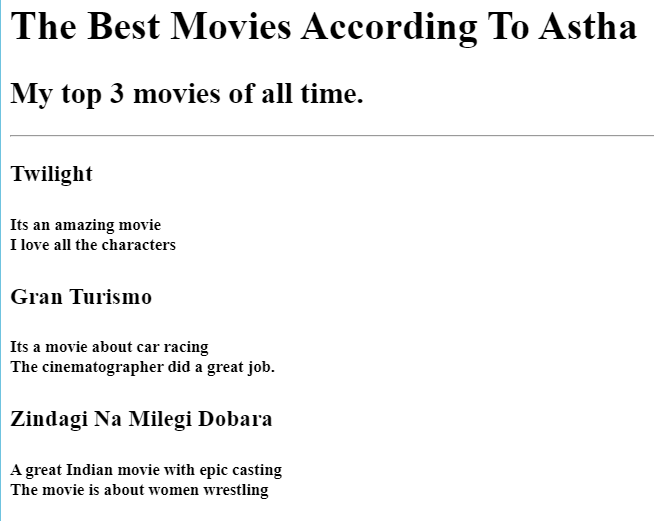 The Best Movies According To Astha
My top 3 movies of all time.
Twilight
Its an amazing movie
I love all the characters
Gran Turismo
Its a movie about car racing
The cinematographer did a great job.
Zindagi Na Milegi Dobara
A great Indian movie with epic casting
The movie is about women wrestling